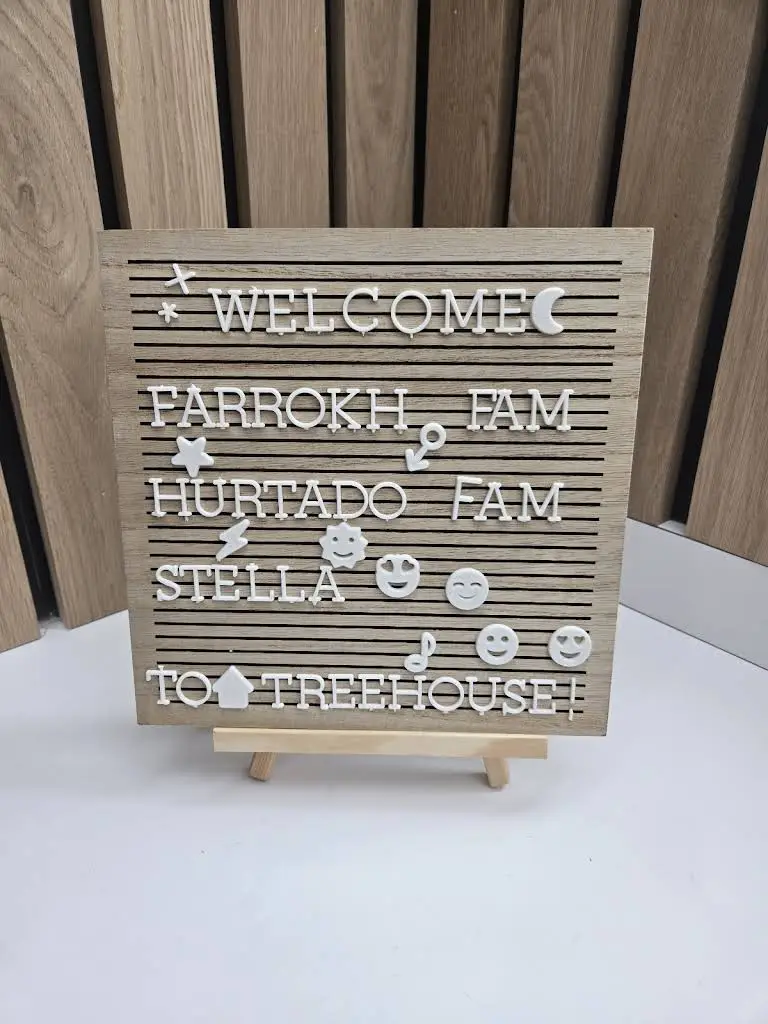 WELCOME
FARROKH FAM
HURTADO FAM
STELLA
TO TREEHOUSE!